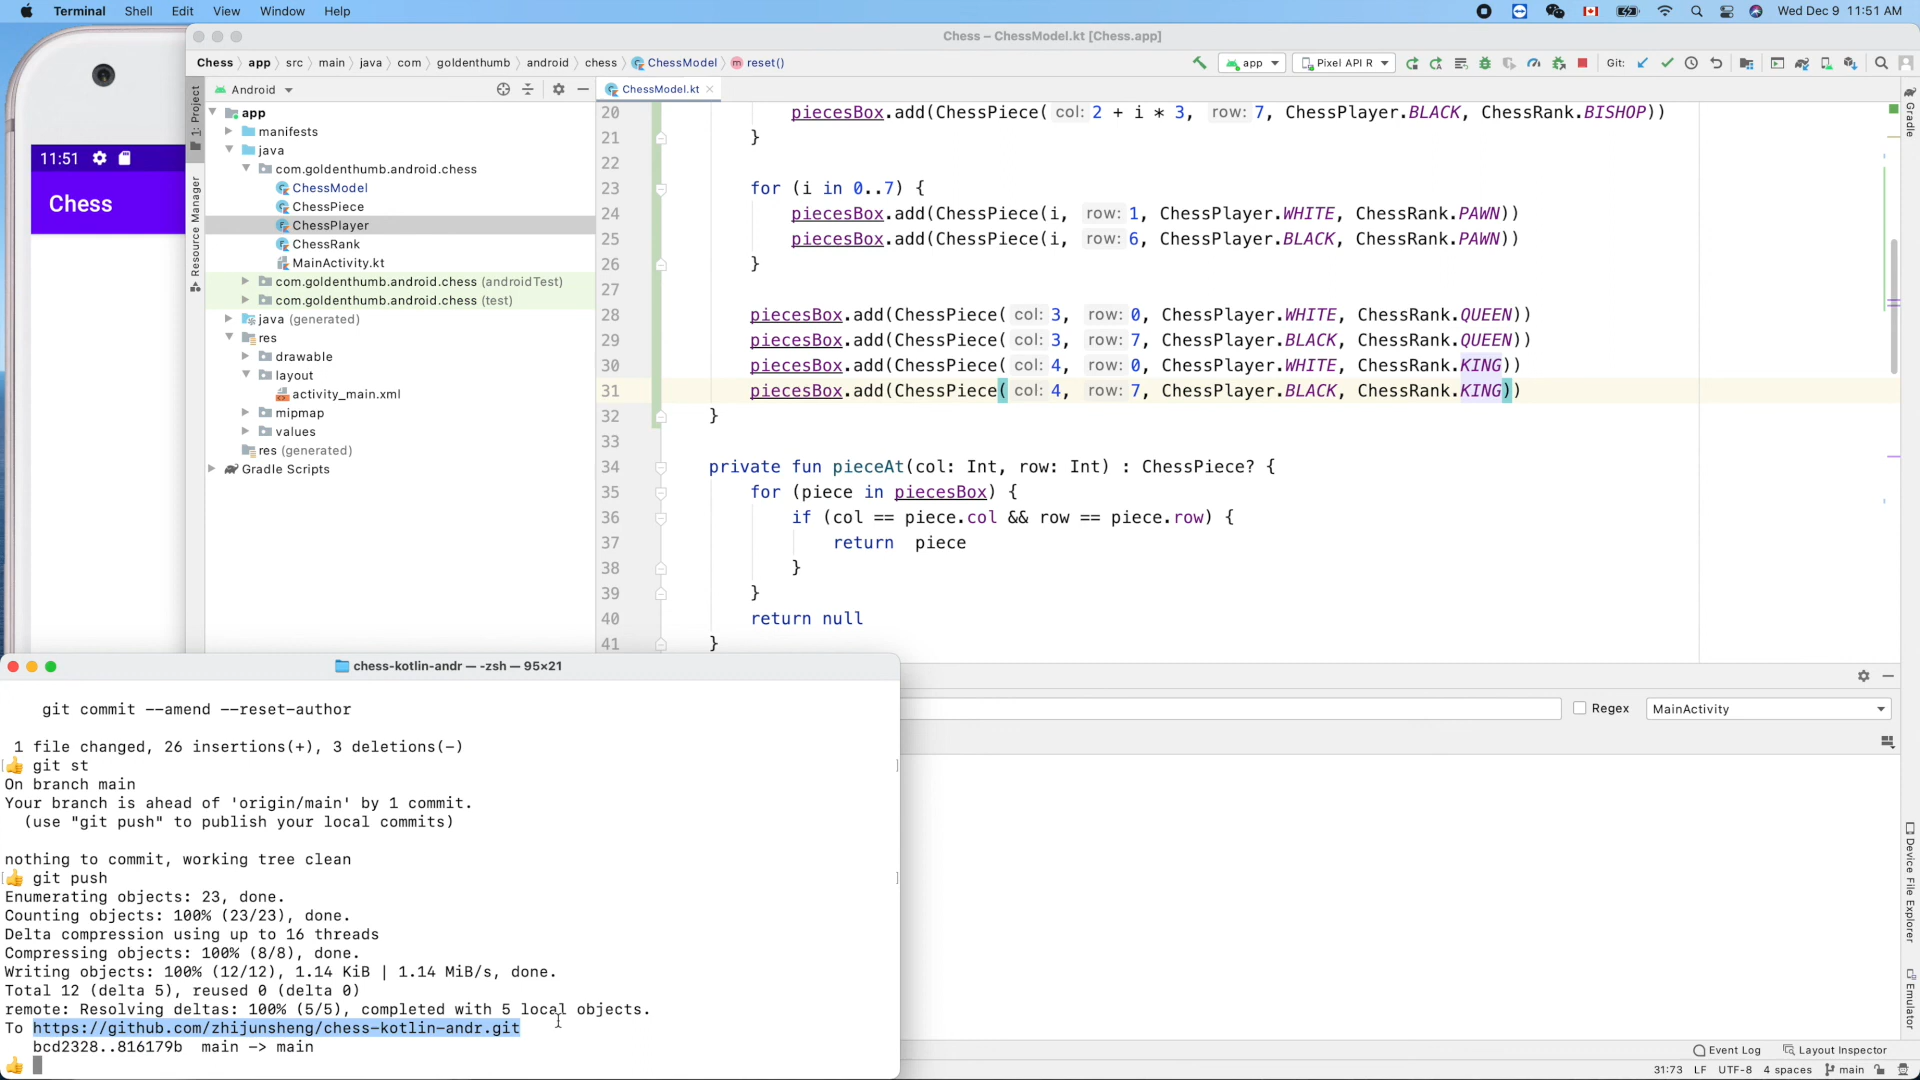 Terminal Shell Edit View Window Help Wed Dec 9 11:51 AM
Chess – ChessModel.kt [Chess.app]
Chess app src main java com goldenthumb android chess ChessModel reset() app Pixel API R Git:
Android
ChessModel.kt
1: Project
Resource Manager
app
manifests
java
com.goldenthumb.android.chess
ChessModel
ChessPiece
ChessPlayer
ChessRank
MainActivity.kt
com.goldenthumb.android.chess (androidTest)
com.goldenthumb.android.chess (test)
java (generated)
res
drawable
layout
activity_main.xml
mipmap
values
res (generated)
Gradle Scripts
11:51
Chess
20 piecesBox.add(ChessPiece( col: 2 + i * 3, row: 7, ChessPlayer.BLACK, ChessRank.BISHOP))
21 }
22
23 for (i in 0..7) {
24 piecesBox.add(ChessPiece(i, row: 1, ChessPlayer.WHITE, ChessRank.PAWN))
25 piecesBox.add(ChessPiece(i, row: 6, ChessPlayer.BLACK, ChessRank.PAWN))
26 }
27
28 piecesBox.add(ChessPiece( col: 3, row: 0, ChessPlayer.WHITE, ChessRank.QUEEN))
29 piecesBox.add(ChessPiece( col: 3, row: 7, ChessPlayer.BLACK, ChessRank.QUEEN))
30 piecesBox.add(ChessPiece( col: 4, row: 0, ChessPlayer.WHITE, ChessRank.KING))
31 piecesBox.add(ChessPiece( col: 4, row: 7, ChessPlayer.BLACK, ChessRank.KING))
32 }
33
34 private fun pieceAt(col: Int, row: Int) : ChessPiece? {
35 for (piece in piecesBox) {
36 if (col == piece.col && row == piece.row) {
37 return piece
38 }
39 }
40 return null
41 }
Gradle
Device File Explorer
Emulator
Regex MainActivity
chess-kotlin-andr — -zsh — 95×21
git commit --amend --reset-author
1 file changed, 26 insertions(+), 3 deletions(-)
[👍 git st ]
On branch main
Your branch is ahead of 'origin/main' by 1 commit.
(use "git push" to publish your local commits)
nothing to commit, working tree clean
[👍 git push ]
Enumerating objects: 23, done.
Counting objects: 100% (23/23), done.
Delta compression using up to 16 threads
Compressing objects: 100% (8/8), done.
Writing objects: 100% (12/12), 1.14 KiB | 1.14 MiB/s, done.
Total 12 (delta 5), reused 0 (delta 0)
remote: Resolving deltas: 100% (5/5), completed with 5 local objects.
To https://github.com/zhijunsheng/chess-kotlin-andr.git
bcd2328..816179b main -> main
👍
Event Log Layout Inspector
31:73 LF UTF-8 4 spaces main